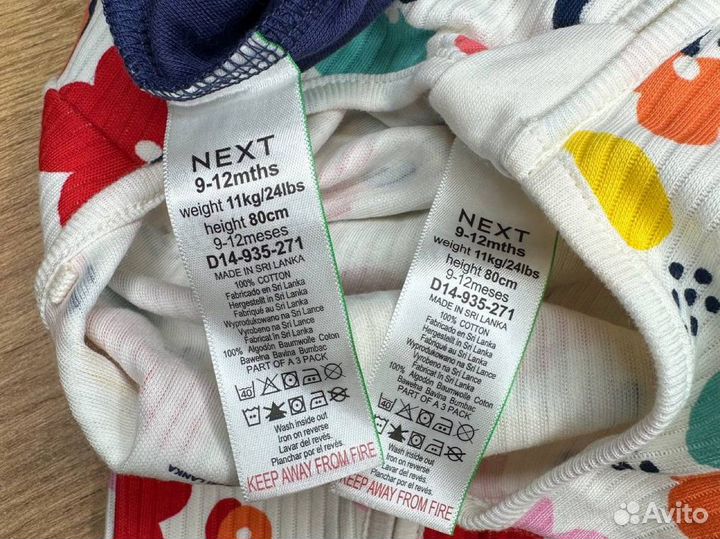 NEXT
9-12mths
weight 11kg/24lbs
height 80cm
9-12meses
D14-935-271
MADE IN SRI LANKA
100% COTTON
Fabricado en Sri Lanka
Hergestellt in Sri Lanka
Fabriqué au Sri Lanka
Wyprodukowano na Sri Lance
Vyrobeno na Sri Lance
Fabricat în Sri Lanka
100% Algodón Baumwolle Coton
Bawełna Bavlna Bumbac
PART OF A 3 PACK
40
Wash inside out
Iron on reverse
Lavar del revés.
Planchar por el revés.
KEEP AWAY FROM FIRE
NEXT
9-12mths
weight 11kg/24lbs
height 80cm
9-12meses
D14-935-271
MADE IN SRI LANKA
100% COTTON
Fabricado en Sri Lanka
Hergestellt in Sri Lanka
Fabriqué au Sri Lanka
Wyprodukowano na Sri Lance
Vyrobeno na Sri Lance
Fabricat în Sri Lanka
100% Algodón Baumwolle Coton
Bawełna Bavlna Bumbac
PART OF A 3 PACK
40
Wash inside out
Iron on reverse
Lavar del revés.
Planchar por el revés.
KEEP AWAY FROM FIRE
LANKA
Avito